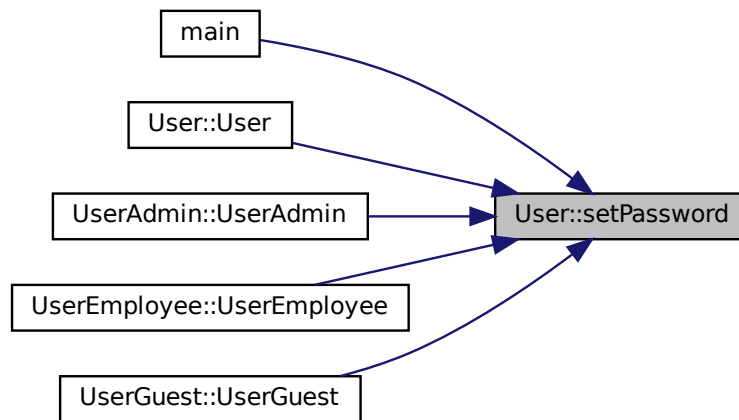 main
User::User
UserAdmin::UserAdmin
User::setPassword
UserEmployee::UserEmployee
UserGuest::UserGuest